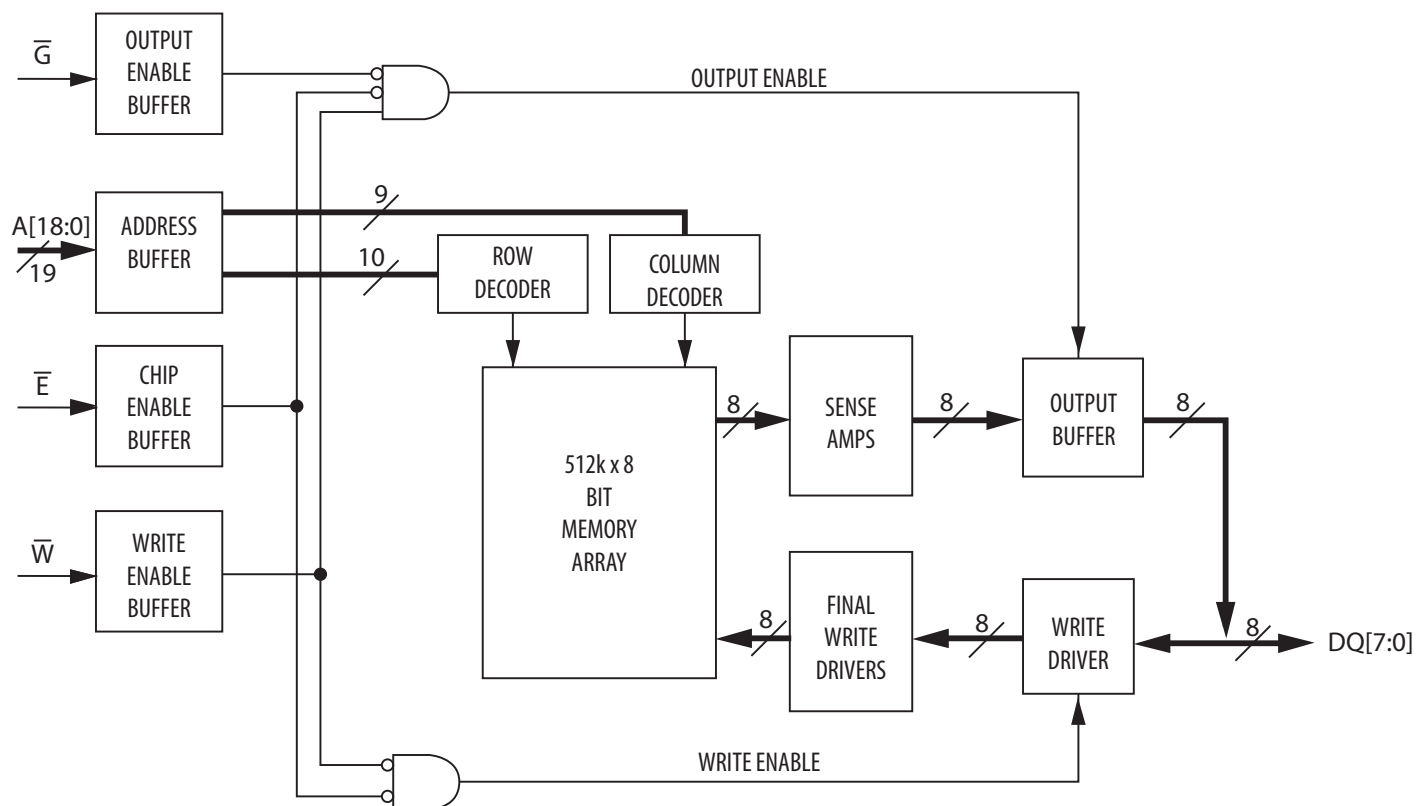 G̅
OUTPUT
ENABLE
BUFFER
OUTPUT ENABLE
A[18:0]
19
ADDRESS
BUFFER
9
10
ROW
DECODER
COLUMN
DECODER
E̅
CHIP
ENABLE
BUFFER
512k x 8
BIT
MEMORY
ARRAY
8
SENSE
AMPS
8
OUTPUT
BUFFER
8
W̅
WRITE
ENABLE
BUFFER
8
FINAL
WRITE
DRIVERS
8
WRITE
DRIVER
8
DQ[7:0]
WRITE ENABLE